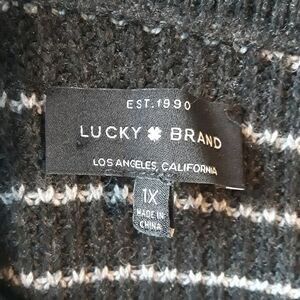 EST.1990
LUCKY BRAND
LOS ANGELES, CALIFORNIA
1X
MADE IN
CHINA